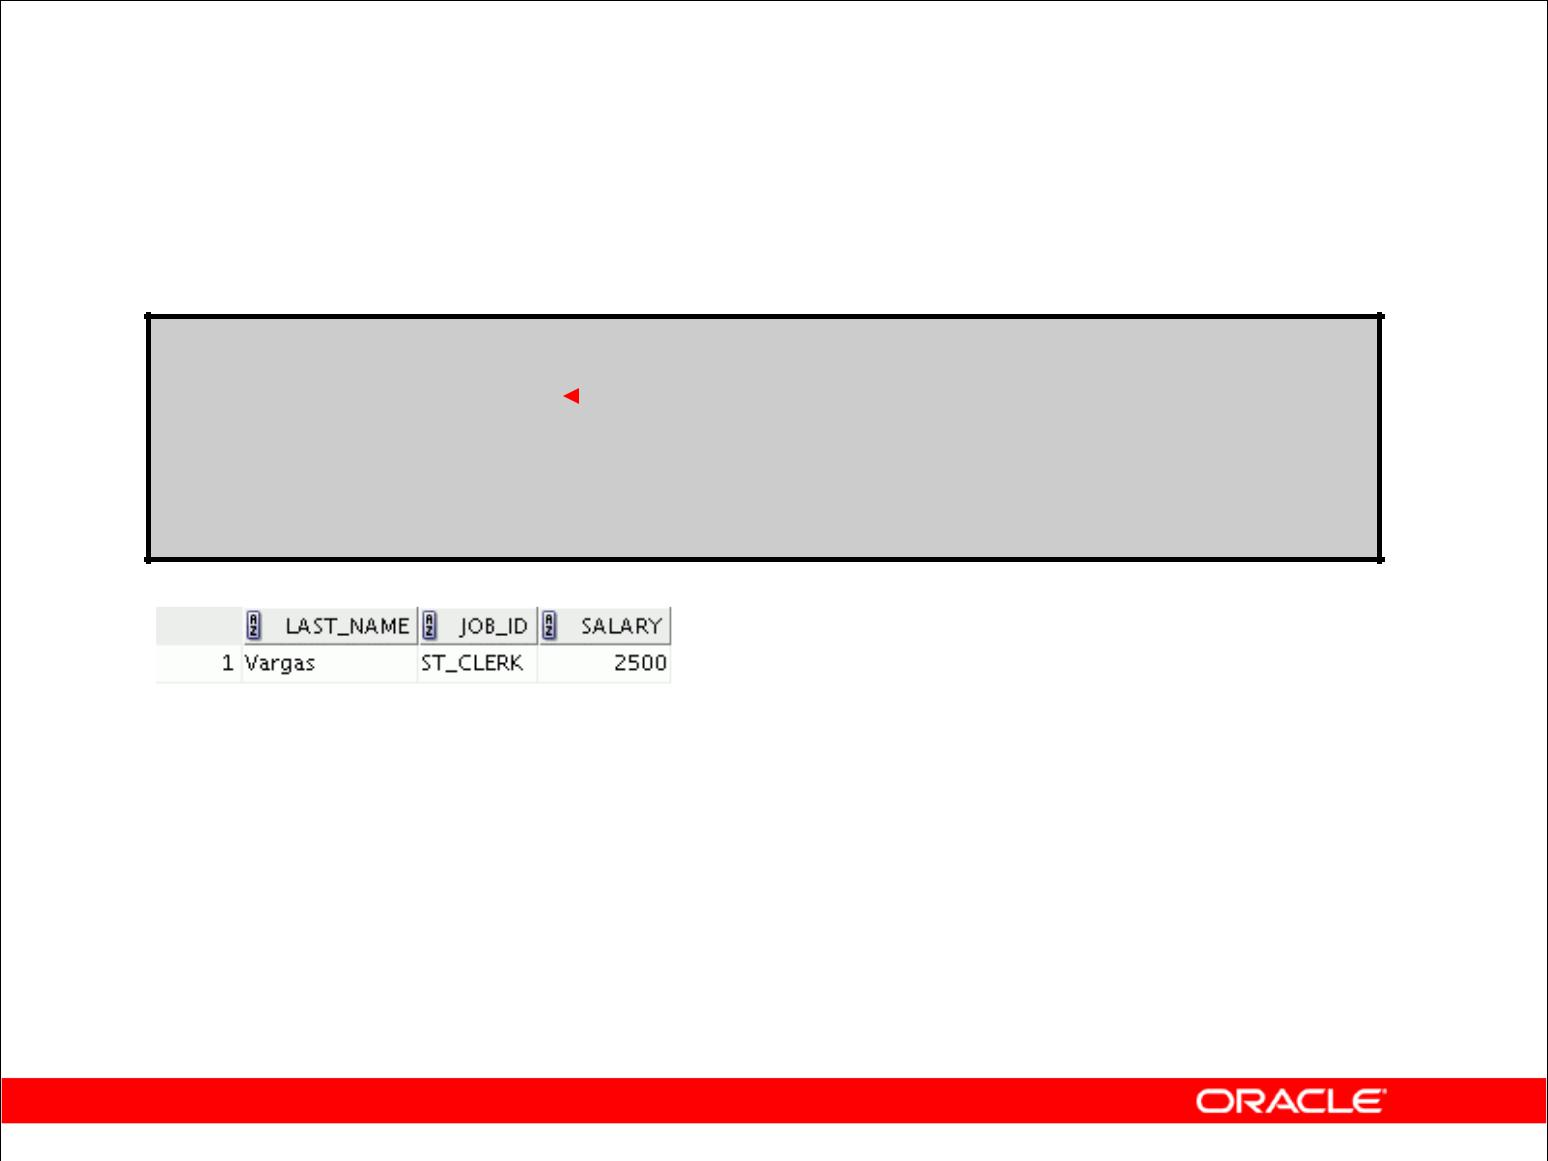 LAST_NAME JOB_ID SALARY
1 Vargas ST_CLERK 2500
ORACLE